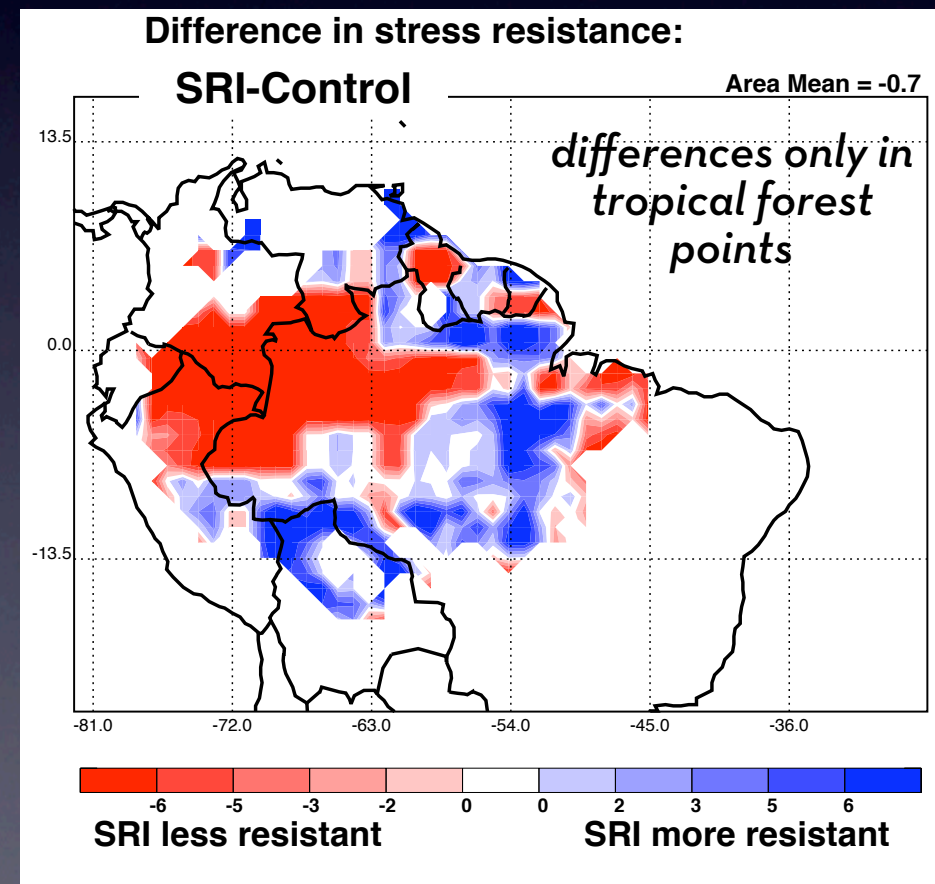 Difference in stress resistance:
SRI-Control
Area Mean = -0.7
differences only in
tropical forest
points
13.5
0.0
-13.5
-81.0 -72.0 -63.0 -54.0 -45.0 -36.0
-6 -5 -3 -2 0 0 2 3 5 6
SRI less resistant SRI more resistant